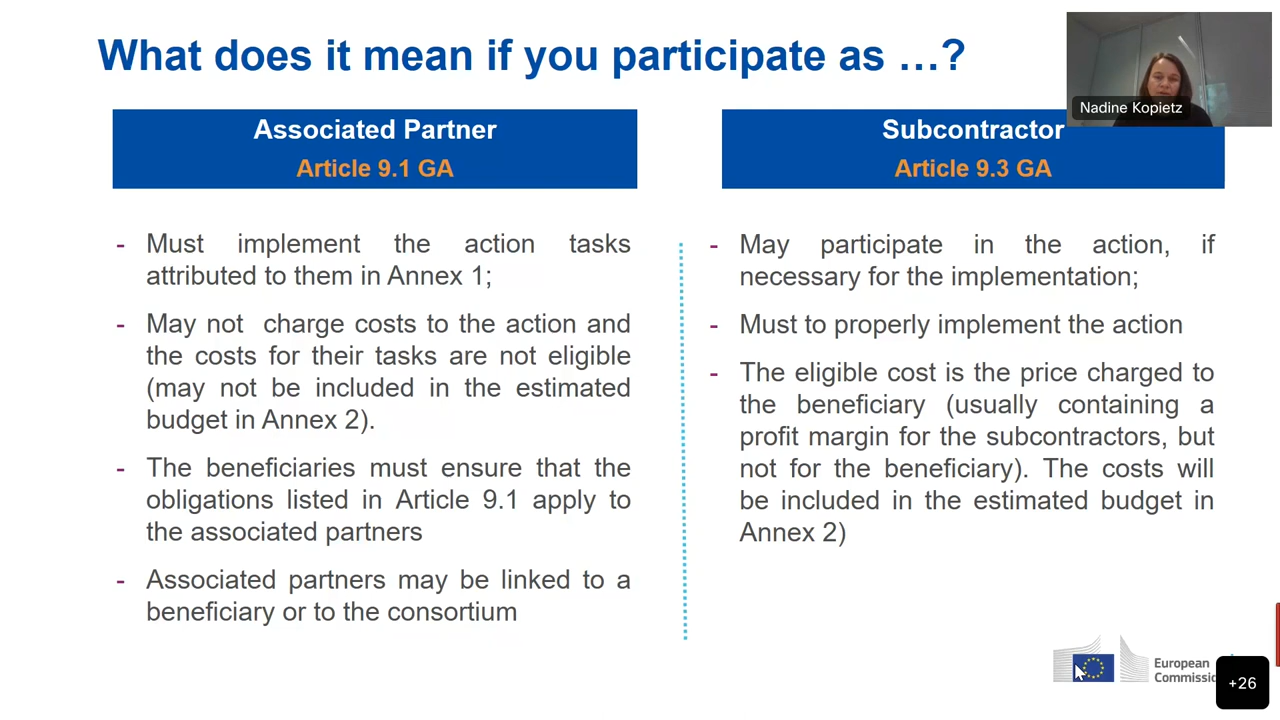 What does it mean if you participate as …?
Nadine Kopietz
Associated Partner
Article 9.1 GA
- Must implement the action tasks
attributed to them in Annex 1;
- May not charge costs to the action and
the costs for their tasks are not eligible
(may not be included in the estimated
budget in Annex 2).
- The beneficiaries must ensure that the
obligations listed in Article 9.1 apply to
the associated partners
- Associated partners may be linked to a
beneficiary or to the consortium
Subcontractor
Article 9.3 GA
- May participate in the action, if
necessary for the implementation;
- Must to properly implement the action
- The eligible cost is the price charged to
the beneficiary (usually containing a
profit margin for the subcontractors, but
not for the beneficiary). The costs will
be included in the estimated budget in
Annex 2)
European
+26